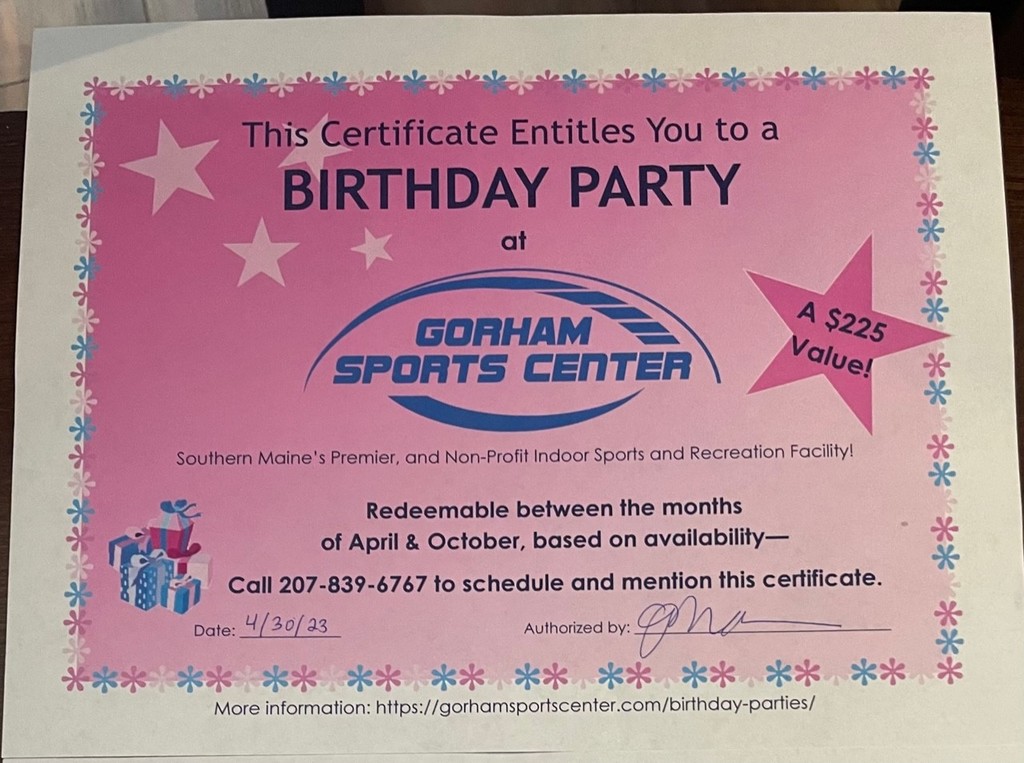 This Certificate Entitles You to a
BIRTHDAY PARTY
at
GORHAM
SPORTS CENTER
A $225
Value!
Southern Maine's Premier, and Non-Profit Indoor Sports and Recreation Facility!
Redeemable between the months
of April & October, based on availability—
Call 207-839-6767 to schedule and mention this certificate.
Date: 4/30/23
Authorized by:
More information: https://gorhamsportscenter.com/birthday-parties/